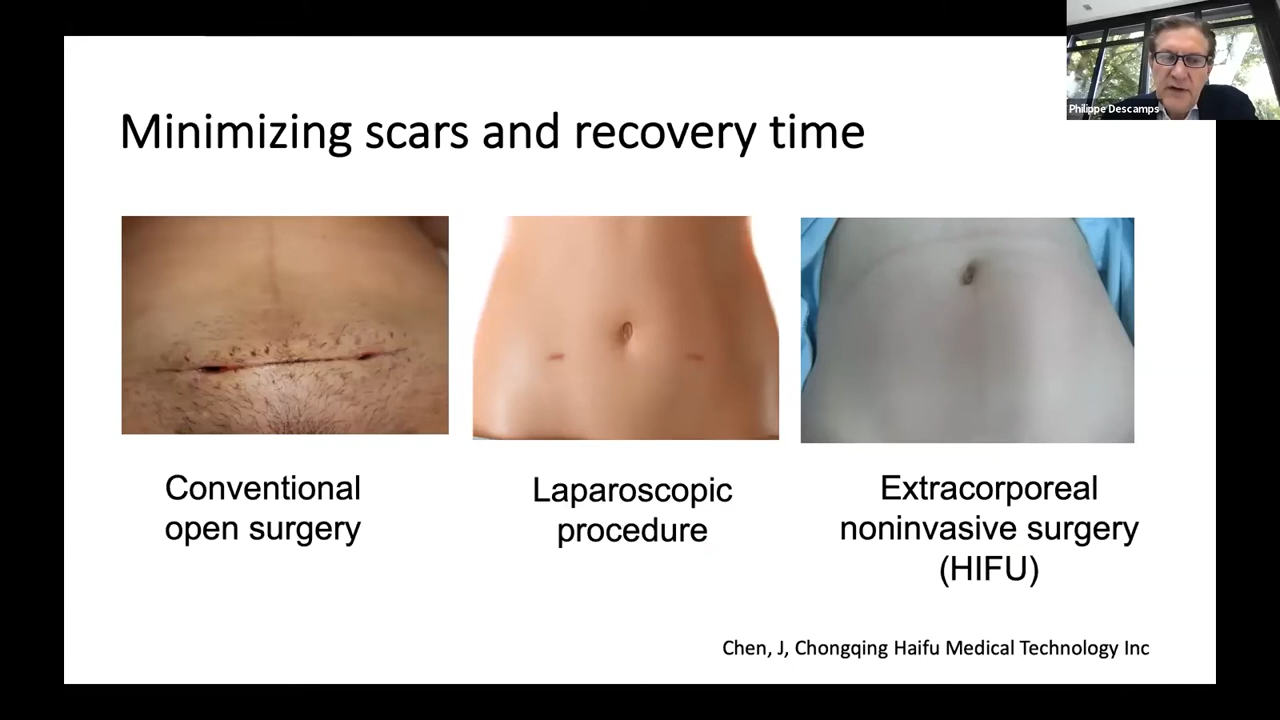 Philippe Descamps
Minimizing scars and recovery time
Conventional
open surgery
Laparoscopic
procedure
Extracorporeal
noninvasive surgery
(HIFU)
Chen, J, Chongqing Haifu Medical Technology Inc